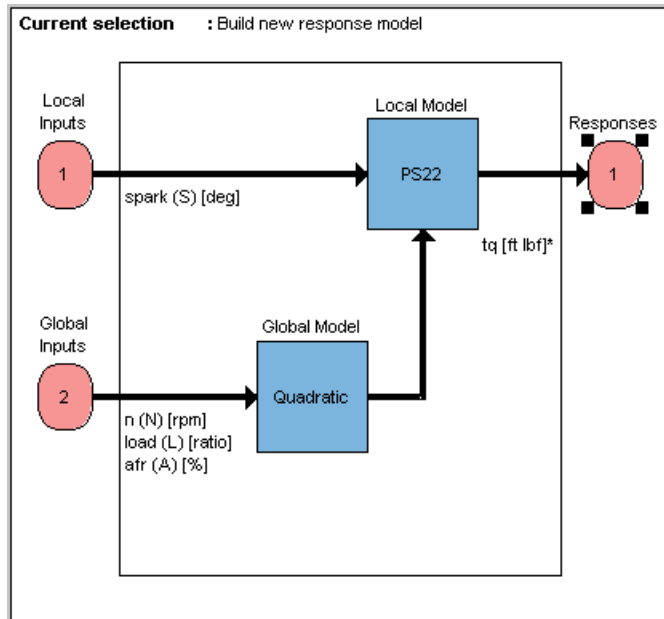 Current selection : Build new response model
Local
Inputs
1
spark (S) [deg]
Local Model
PS22
Responses
1
tq [ft lbf]*
Global
Inputs
2
n (N) [rpm]
load (L) [ratio]
afr (A) [%]
Global Model
Quadratic